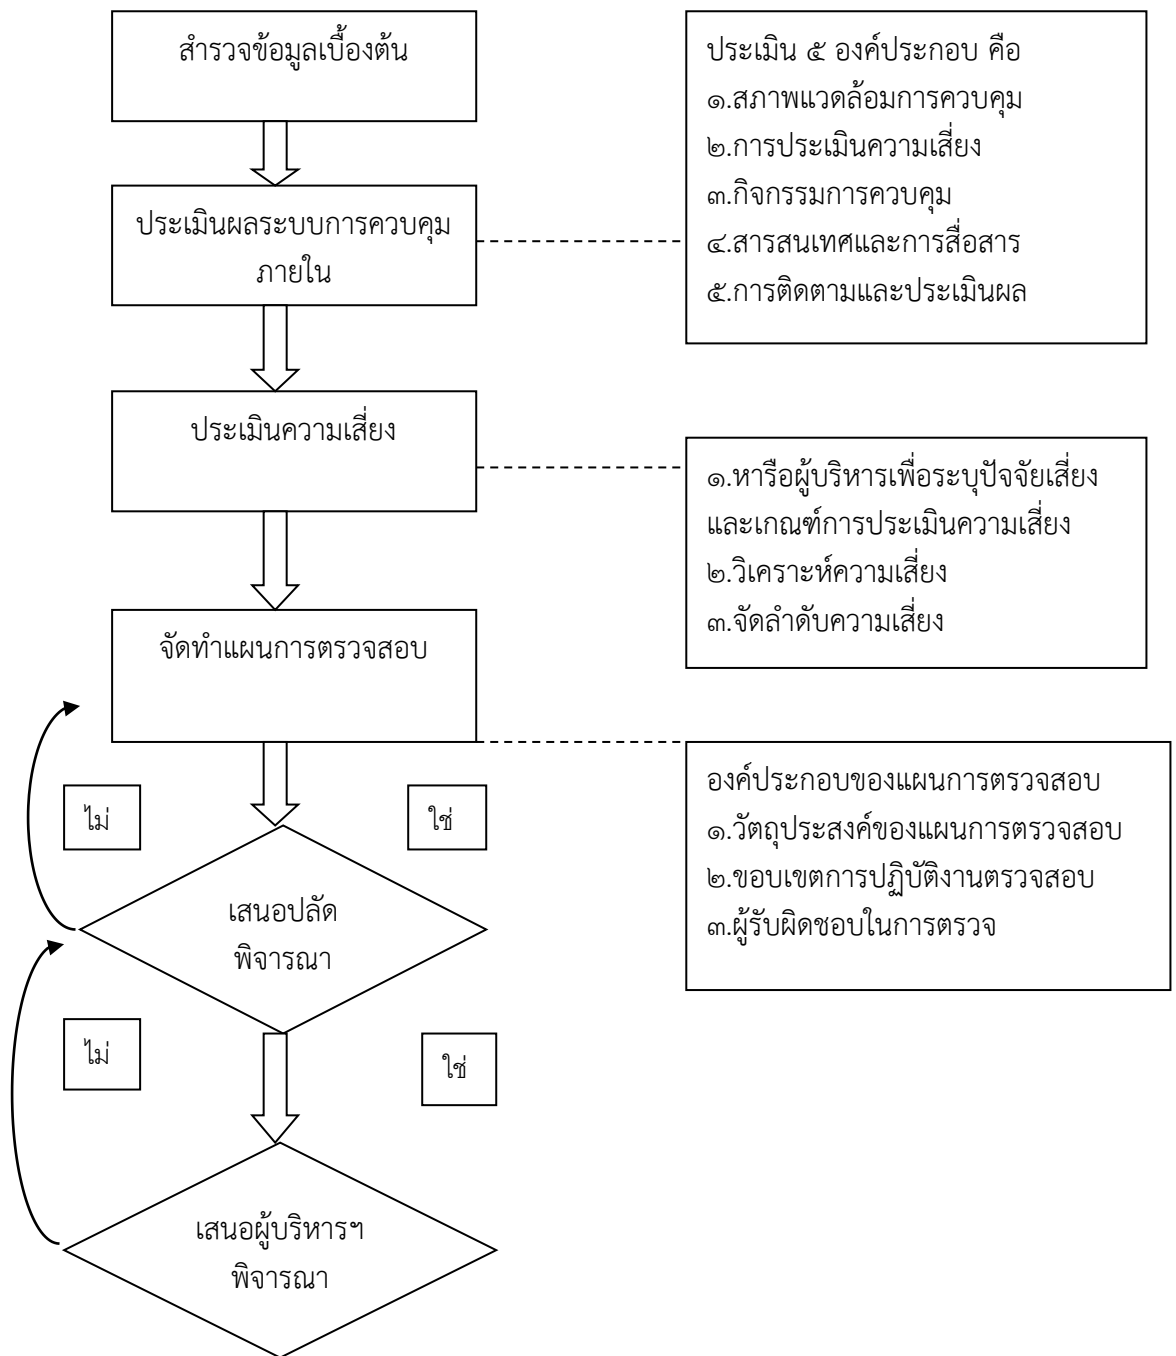 สำรวจข้อมูลเบื้องต้น
ประเมินผลระบบการควบคุม
ภายใน
ประเมิน ๕ องค์ประกอบ คือ
๑.สภาพแวดล้อมการควบคุม
๒.การประเมินความเสี่ยง
๓.กิจกรรมการควบคุม
๔.สารสนเทศและการสื่อสาร
๕.การติดตามและประเมินผล
ประเมินความเสี่ยง
๑.หารือผู้บริหารเพื่อระบุปัจจัยเสี่ยง
และเกณฑ์การประเมินความเสี่ยง
๒.วิเคราะห์ความเสี่ยง
๓.จัดลำดับความเสี่ยง
จัดทำแผนการตรวจสอบ
องค์ประกอบของแผนการตรวจสอบ
๑.วัตถุประสงค์ของแผนการตรวจสอบ
๒.ขอบเขตการปฏิบัติงานตรวจสอบ
๓.ผู้รับผิดชอบในการตรวจ
ไม่
ใช่
เสนอปลัด
พิจารณา
ไม่
ใช่
เสนอผู้บริหารฯ
พิจารณา